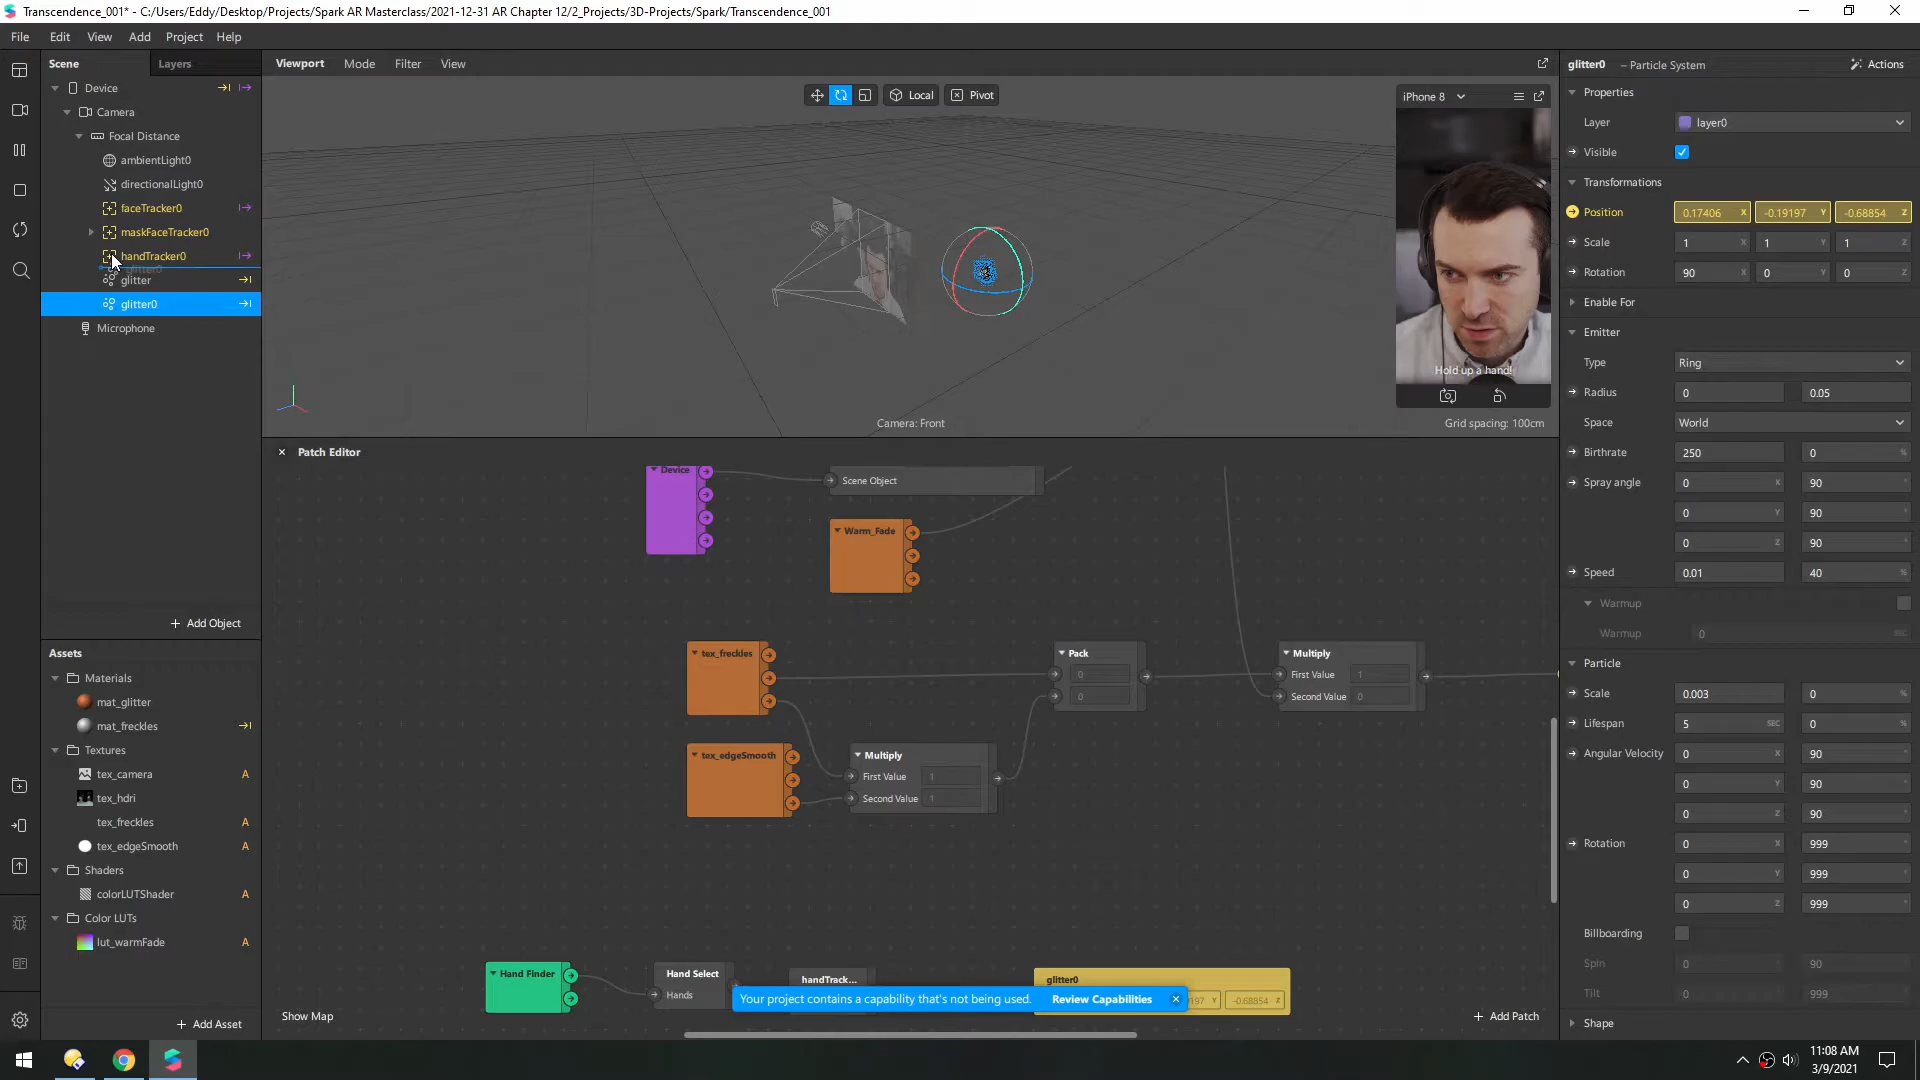 Transcendence_001* - C:/Users/Eddy/Desktop/Projects/Spark AR Masterclass/2021-12-31 AR Chapter 12/2_Projects/3D-Projects/Spark/Transcendence_001
File Edit View Add Project Help
Scene Layers
Device
Camera
Focal Distance
ambientLight0
directionalLight0
faceTracker0
maskFaceTracker0
handTracker0
glitter0
glitter
glitter0
Microphone
+ Add Object
Assets
Materials
mat_glitter
mat_freckles
Textures
tex_camera A
tex_hdri
tex_freckles A
tex_edgeSmooth A
Shaders
colorLUTShader A
Color LUTs
lut_warmFade A
+ Add Asset
Viewport Mode Filter View
Local Pivot
iPhone 8
Hold up a hand!
Camera: Front
Grid spacing: 100cm
Patch Editor
Device
Scene Object
Warm_Fade
tex_freckles
Pack
0
0
Multiply
First Value 1
Second Value 0
tex_edgeSmooth
Multiply
First Value 1
Second Value 1
Hand Finder
Hand Select
Hands
handTrack...
glitter0
-0.68854 Z
Your project contains a capability that's not being used. Review Capabilities
Show Map
+ Add Patch
glitter0 – Particle System Actions
Properties
Layer layer0
Visible
Transformations
Position 0.17406 X -0.19197 Y -0.68854 Z
Scale 1 X 1 Y 1 Z
Rotation 90 X 0 Y 0 Z
Enable For
Emitter
Type Ring
Radius 0 0.05
Space World
Birthrate 250 0 %
Spray angle 0 X 90 °
0 Y 90 °
0 Z 90 °
Speed 0.01 40 %
Warmup
Warmup 0 SEC
Particle
Scale 0.003 0 %
Lifespan 5 SEC 0 %
Angular Velocity 0 X 90 °
0 Y 90 °
0 Z 90 °
Rotation 0 X 999 °
0 Y 999 °
0 Z 999 °
Billboarding
Spin 0 ° 90 °
Tilt 0 ° 999 °
Shape
11:08 AM
3/9/2021